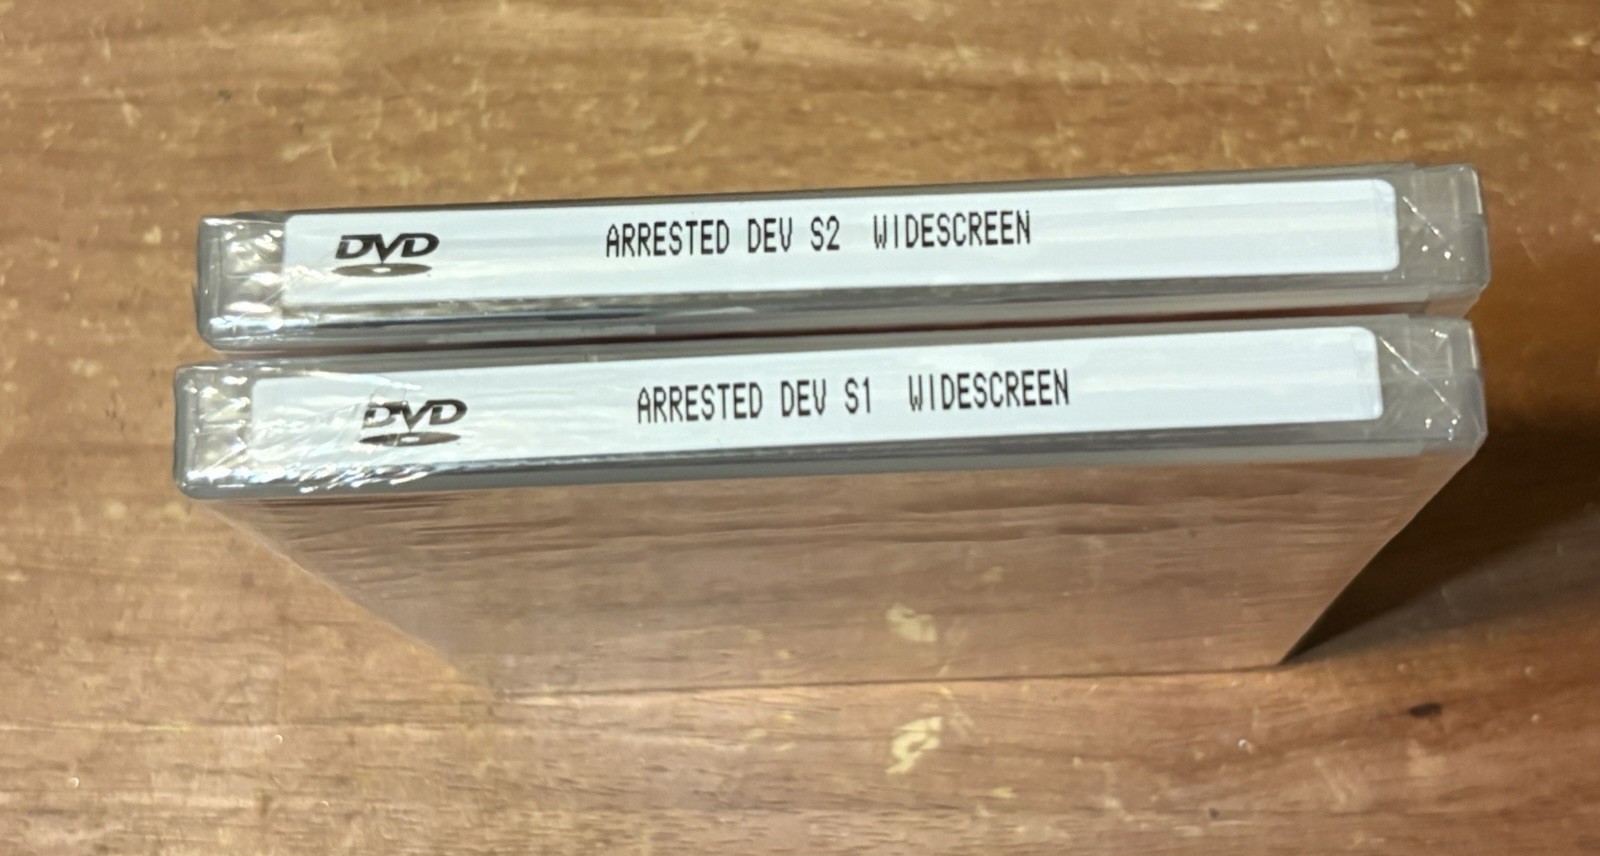 DVD ARRESTED DEV S2 WIDESCREEN
DVD ARRESTED DEV S1 WIDESCREEN